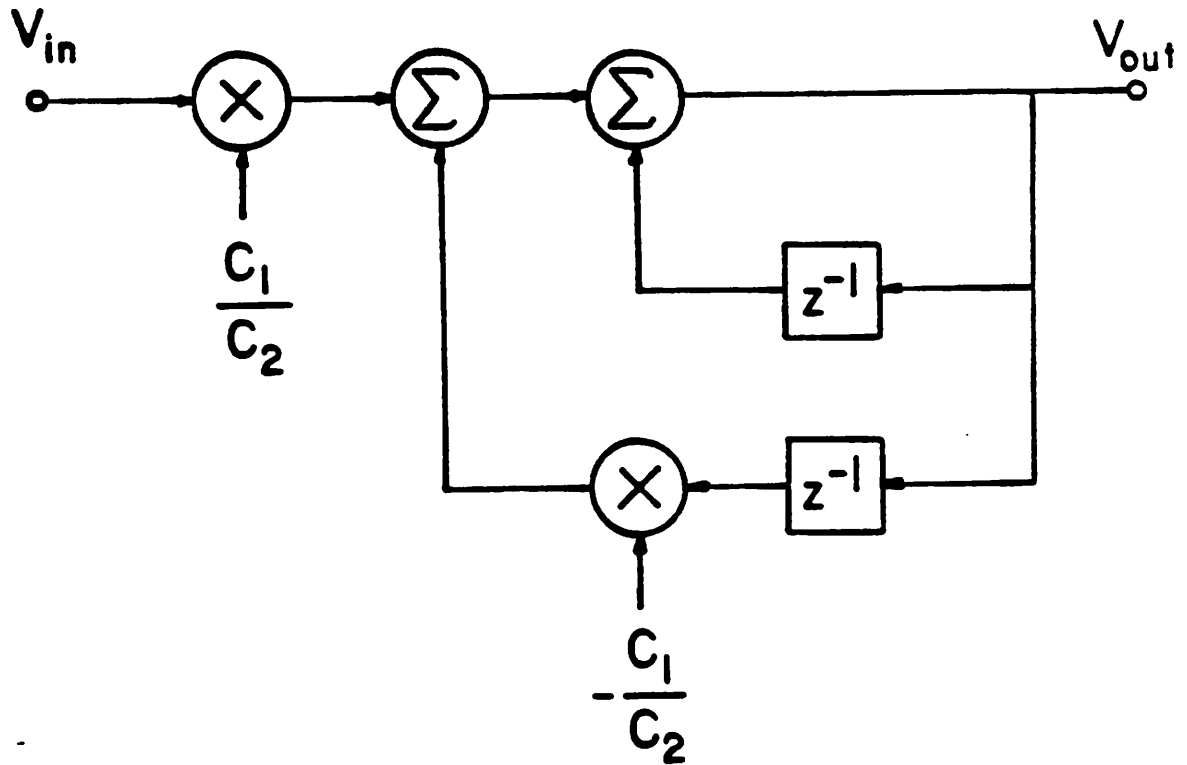 V_in
V_out
×
Σ
Σ
C_1
C_2
z^{-1}
×
z^{-1}
- C_1
C_2